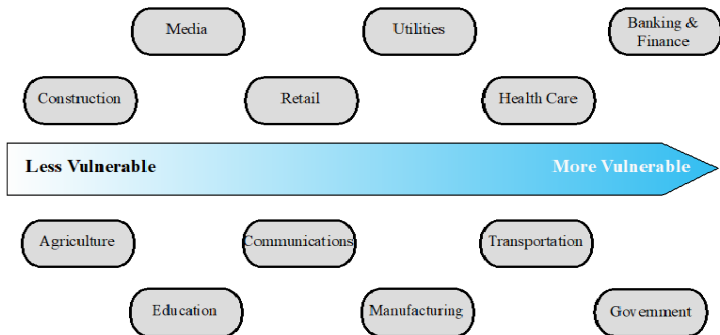 Media
Utilities
Banking &
Finance
Construction
Retail
Health Care
Less Vulnerable
More Vulnerable
Agriculture
Communications
Transportation
Education
Manufacturing
Government